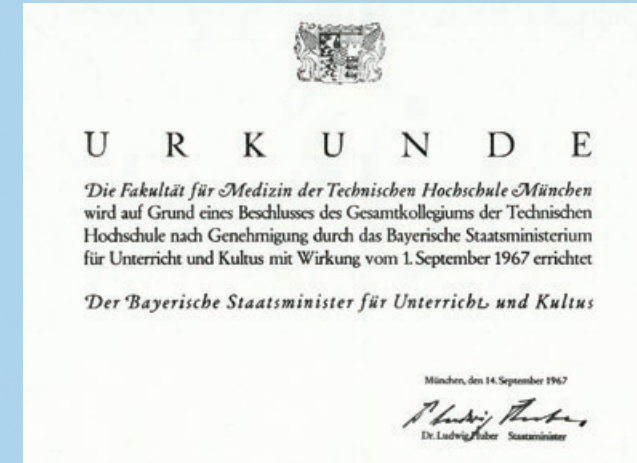 URKUNDE
Die Fakultät für Medizin der Technischen Hochschule München
wird auf Grund eines Beschlusses des Gesamtkollegiums der Technischen
Hochschule nach Genehmigung durch das Bayerische Staatsministerium
für Unterricht und Kultus mit Wirkung vom 1. September 1967 errichtet
Der Bayerische Staatsminister für Unterricht und Kultus
München, den 14. September 1967
Dr. Ludwig Huber Staatsminister